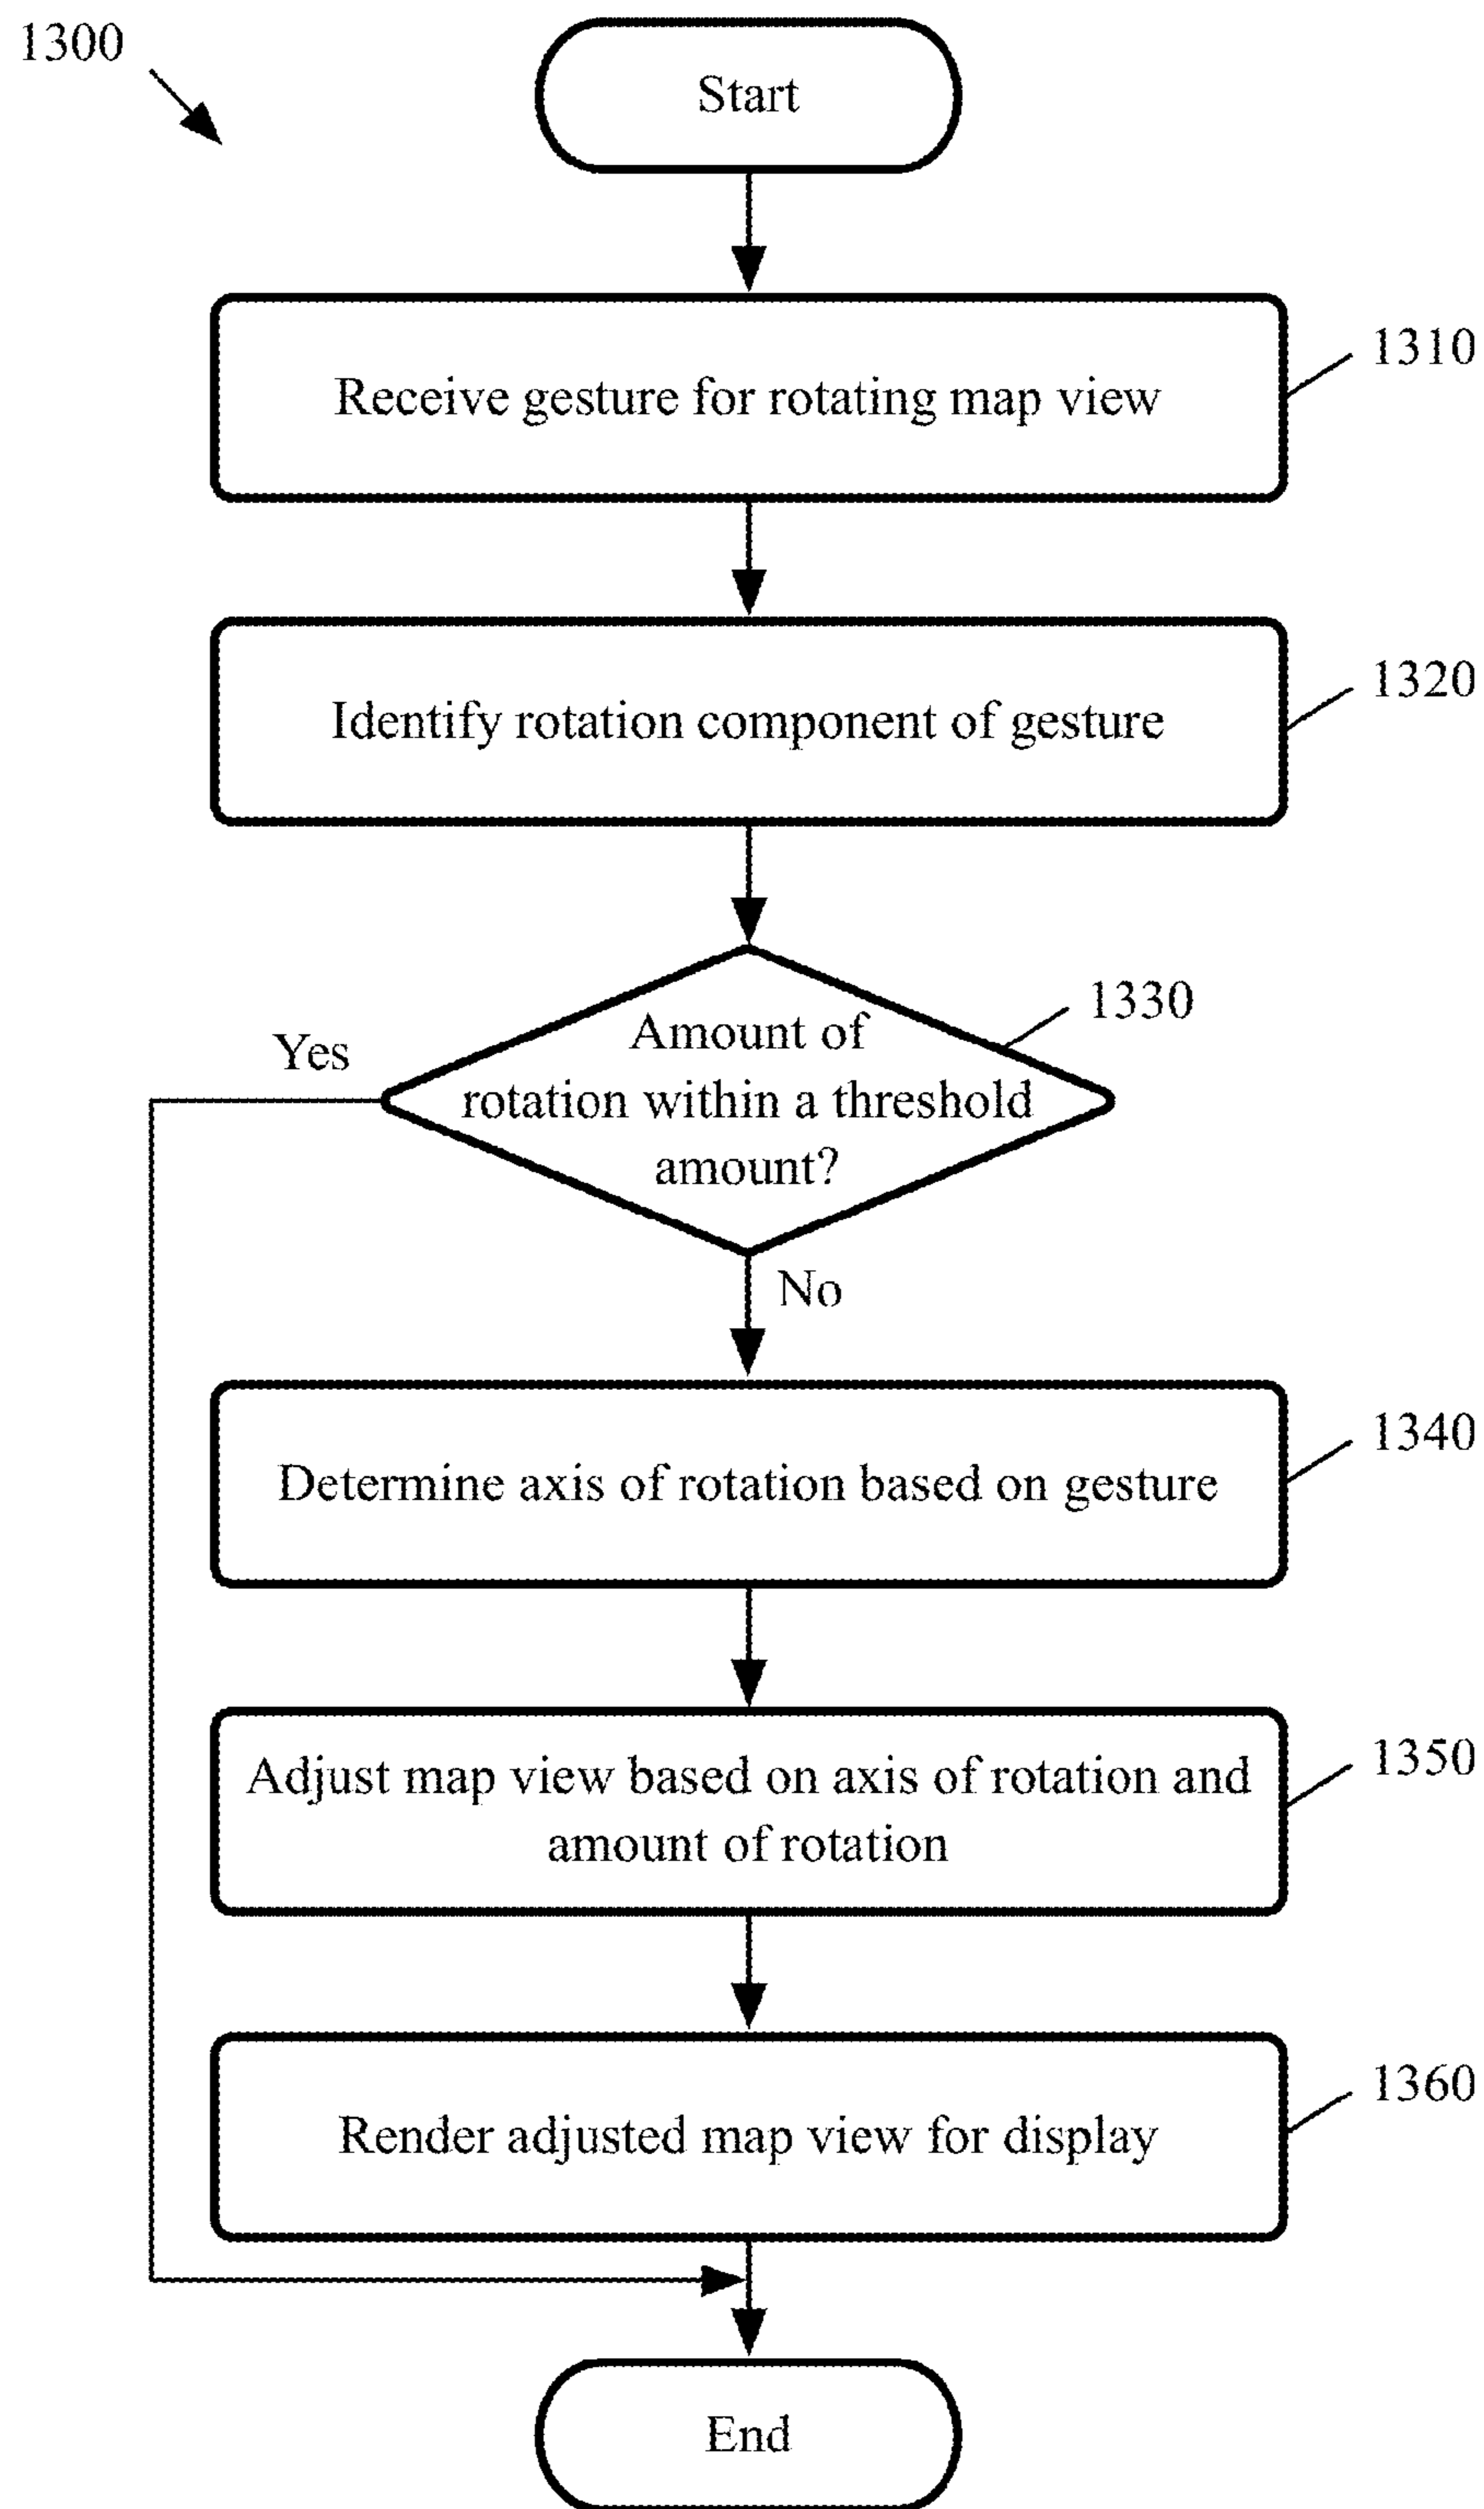 1300
Start
Receive gesture for rotating map view
1310
Identify rotation component of gesture
1320
1330
Amount of
rotation within a threshold
amount?
Yes
No
Determine axis of rotation based on gesture
1340
Adjust map view based on axis of rotation and
amount of rotation
1350
Render adjusted map view for display
1360
End